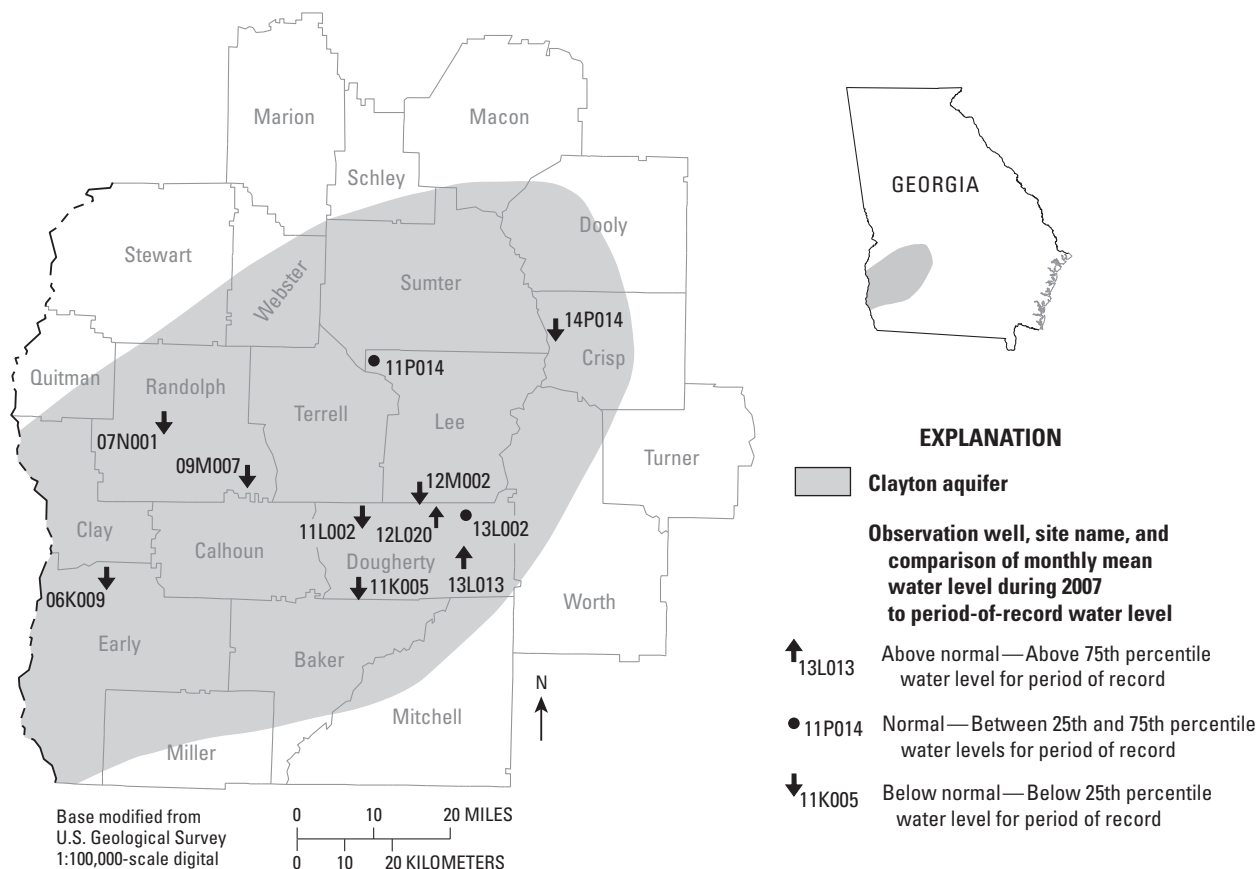 Marion
Macon
Schley
Dooly
GEORGIA
Stewart
Webster
Sumter
14P014
Crisp
11P014
Quitman
Randolph
Terrell
Lee
07N001
09M007
12M002
Turner
11L002
12L020
13L002
Clay
Calhoun
Dougherty
11K005
13L013
06K009
Worth
Early
Baker
N
Mitchell
Miller
EXPLANATION
Clayton aquifer
Observation well, site name, and
comparison of monthly mean
water level during 2007
to period-of-record water level
13L013 Above normal—Above 75th percentile
water level for period of record
11P014 Normal—Between 25th and 75th percentile
water levels for period of record
11K005 Below normal—Below 25th percentile
water level for period of record
Base modified from
U.S. Geological Survey
1:100,000-scale digital
0 10 20 MILES
0 10 20 KILOMETERS